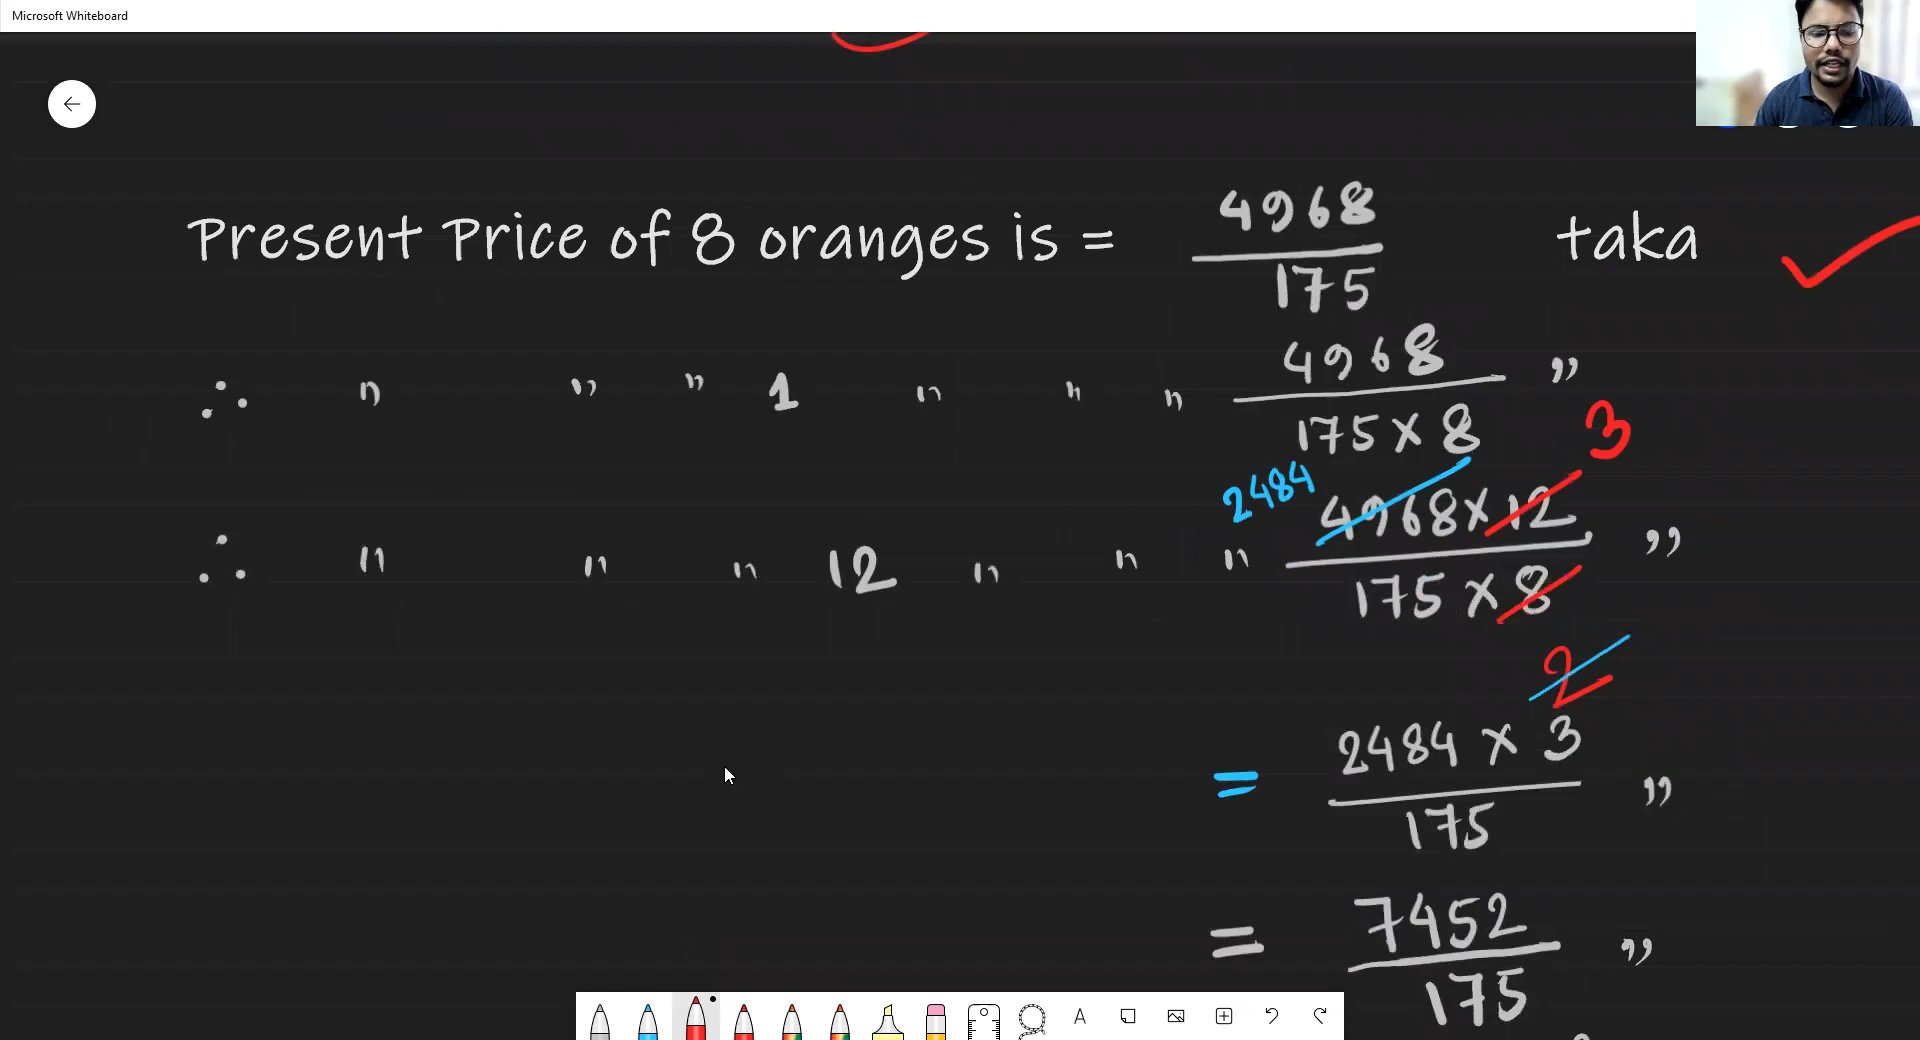 Microsoft Whiteboard
Present Price of 8 oranges is = 4968 / 175 taka
∴ " " " 1 " " " 4968 / 175 × 8 "
3
2484
∴ " " " 12 " " " 4968 × 12 / 175 × 8 "
2
= 2484 × 3 / 175 "
= 7452 / 175 "
A